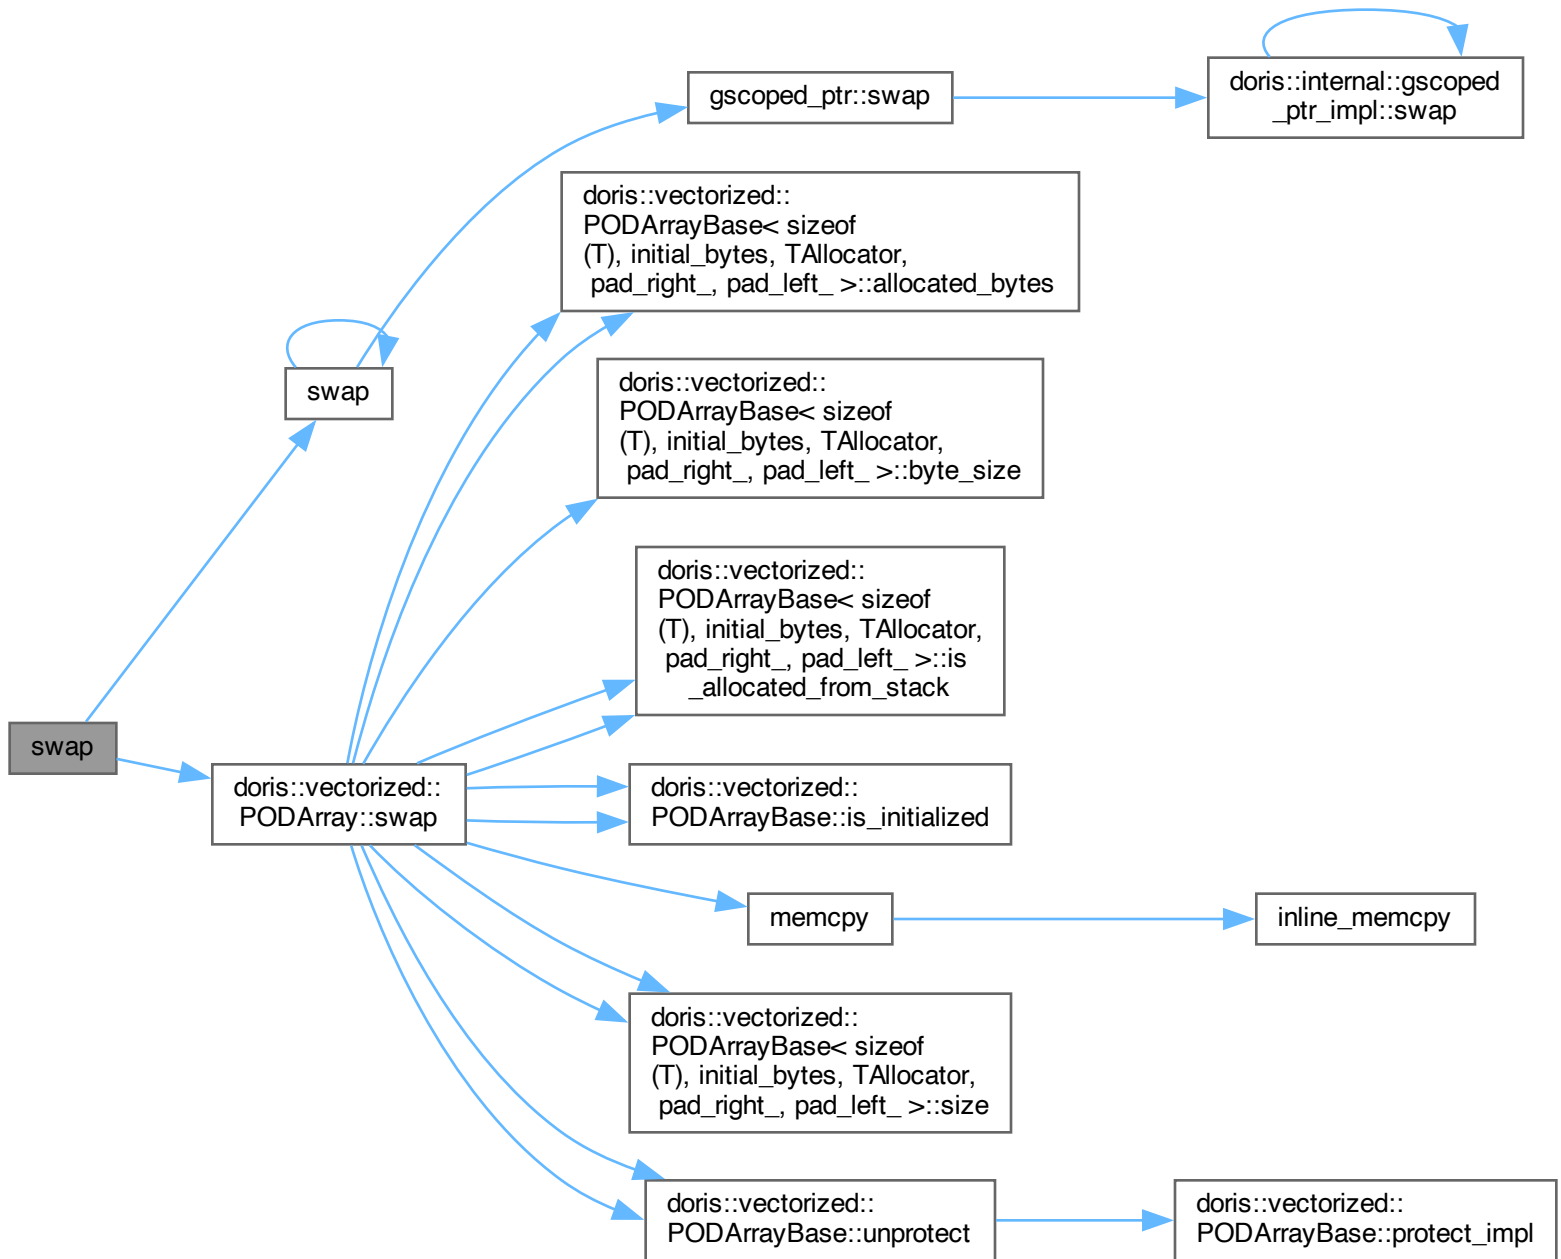 gscoped_ptr::swap
doris::internal::gscoped
_ptr_impl::swap
doris::vectorized::
PODArrayBase< sizeof
(T), initial_bytes, TAllocator,
pad_right_, pad_left_ >::allocated_bytes
swap
doris::vectorized::
PODArrayBase< sizeof
(T), initial_bytes, TAllocator,
pad_right_, pad_left_ >::byte_size
doris::vectorized::
PODArrayBase< sizeof
(T), initial_bytes, TAllocator,
pad_right_, pad_left_ >::is
_allocated_from_stack
swap
doris::vectorized::
PODArray::swap
doris::vectorized::
PODArrayBase::is_initialized
memcpy
inline_memcpy
doris::vectorized::
PODArrayBase< sizeof
(T), initial_bytes, TAllocator,
pad_right_, pad_left_ >::size
doris::vectorized::
PODArrayBase::unprotect
doris::vectorized::
PODArrayBase::protect_impl